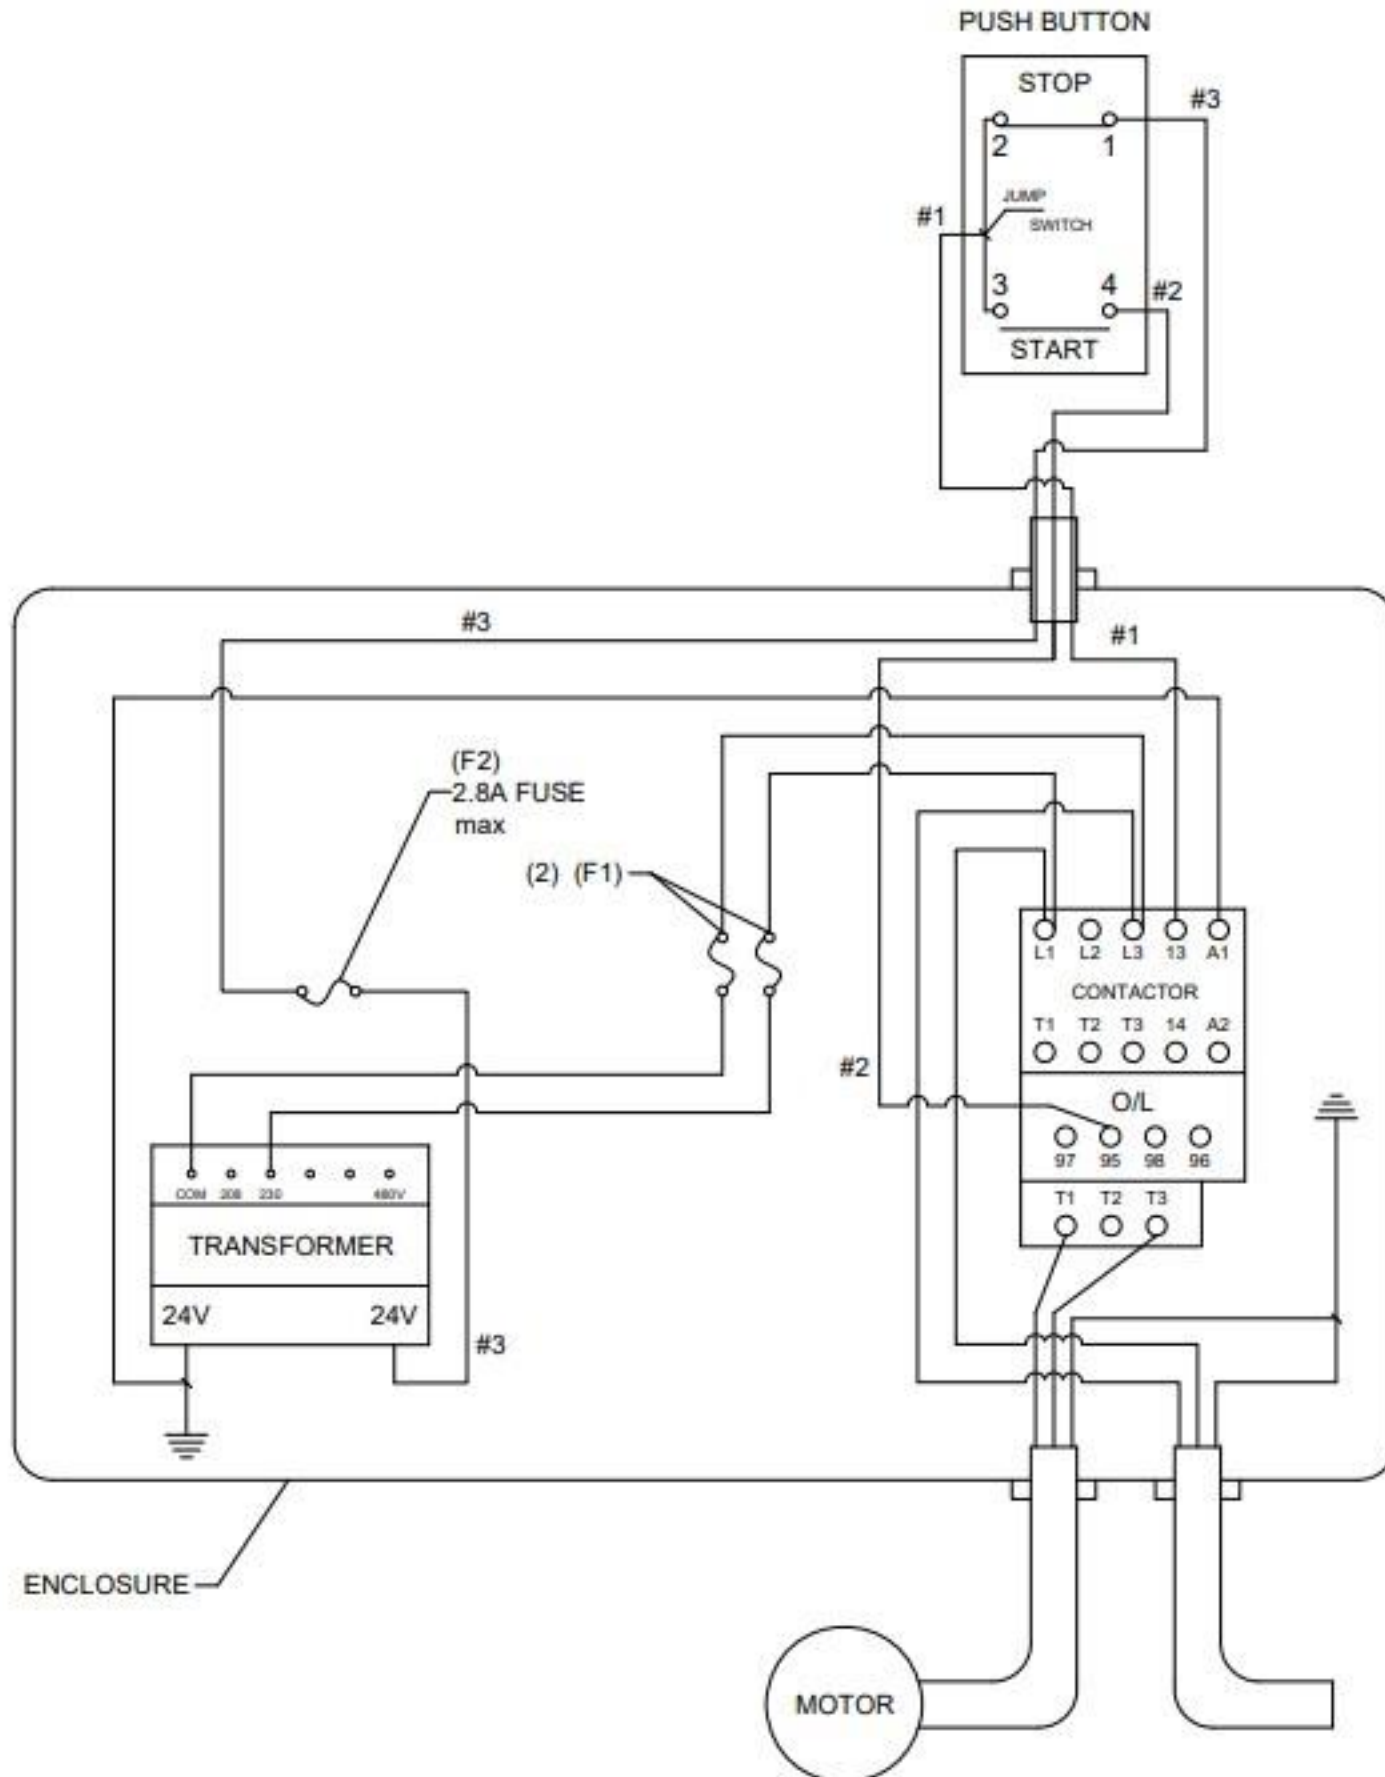 PUSH BUTTON
STOP
#3
2 1
JUMP
#1
SWITCH
3 4
#2
START
#3
#1
(F2)
2.8A FUSE
max
(2) (F1)
L1 L2 L3 13 A1
CONTACTOR
T1 T2 T3 14 A2
#2
O/L
97 95 98 96
COM 208 230 480V
T1 T2 T3
TRANSFORMER
24V 24V
#3
ENCLOSURE
MOTOR